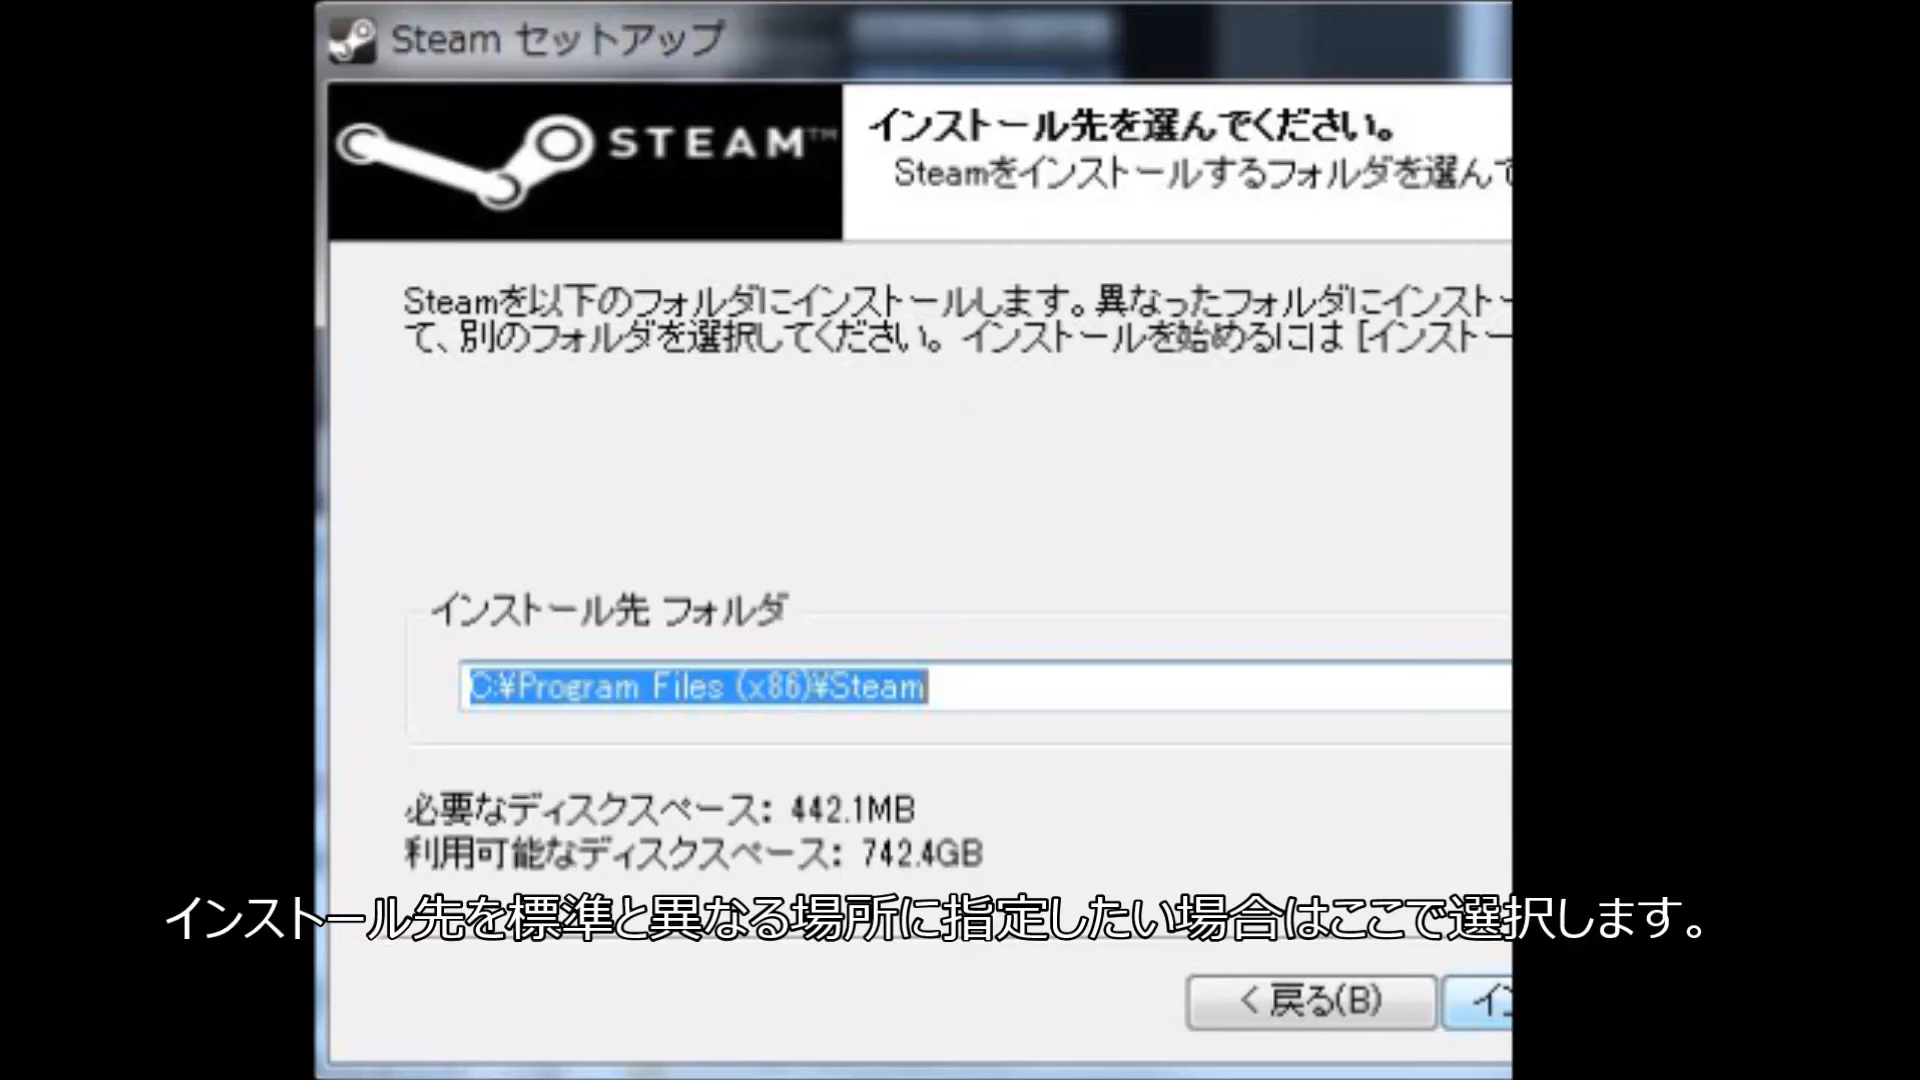 Steam セットアップ
STEAM™
インストール先を選んでください。
Steamをインストールするフォルダを選んで
Steamを以下のフォルダにインストールします。異なったフォルダにインストー
て、別のフォルダを選択してください。 インストールを始めるには [インストー
インストール先 フォルダ
C:¥Program Files (x86)¥Steam
必要なディスクスペース: 442.1MB
利用可能なディスクスペース: 742.4GB
インストール先を標準と異なる場所に指定したい場合はここで選択します。
< 戻る(B)
イン